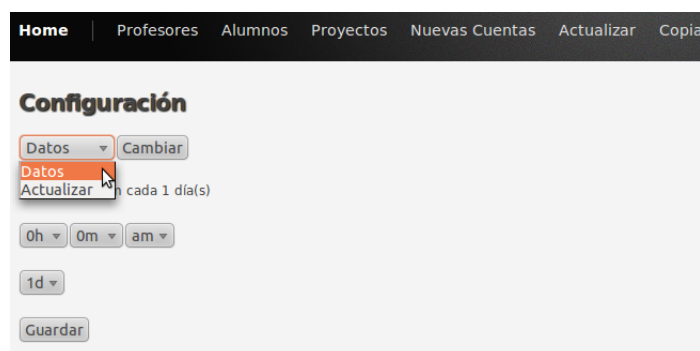 Home Profesores Alumnos Proyectos Nuevas Cuentas Actualizar Copia
Configuración
Datos Cambiar
Datos
Actualizar cada 1 día(s)
0h 0m am
1d
Guardar